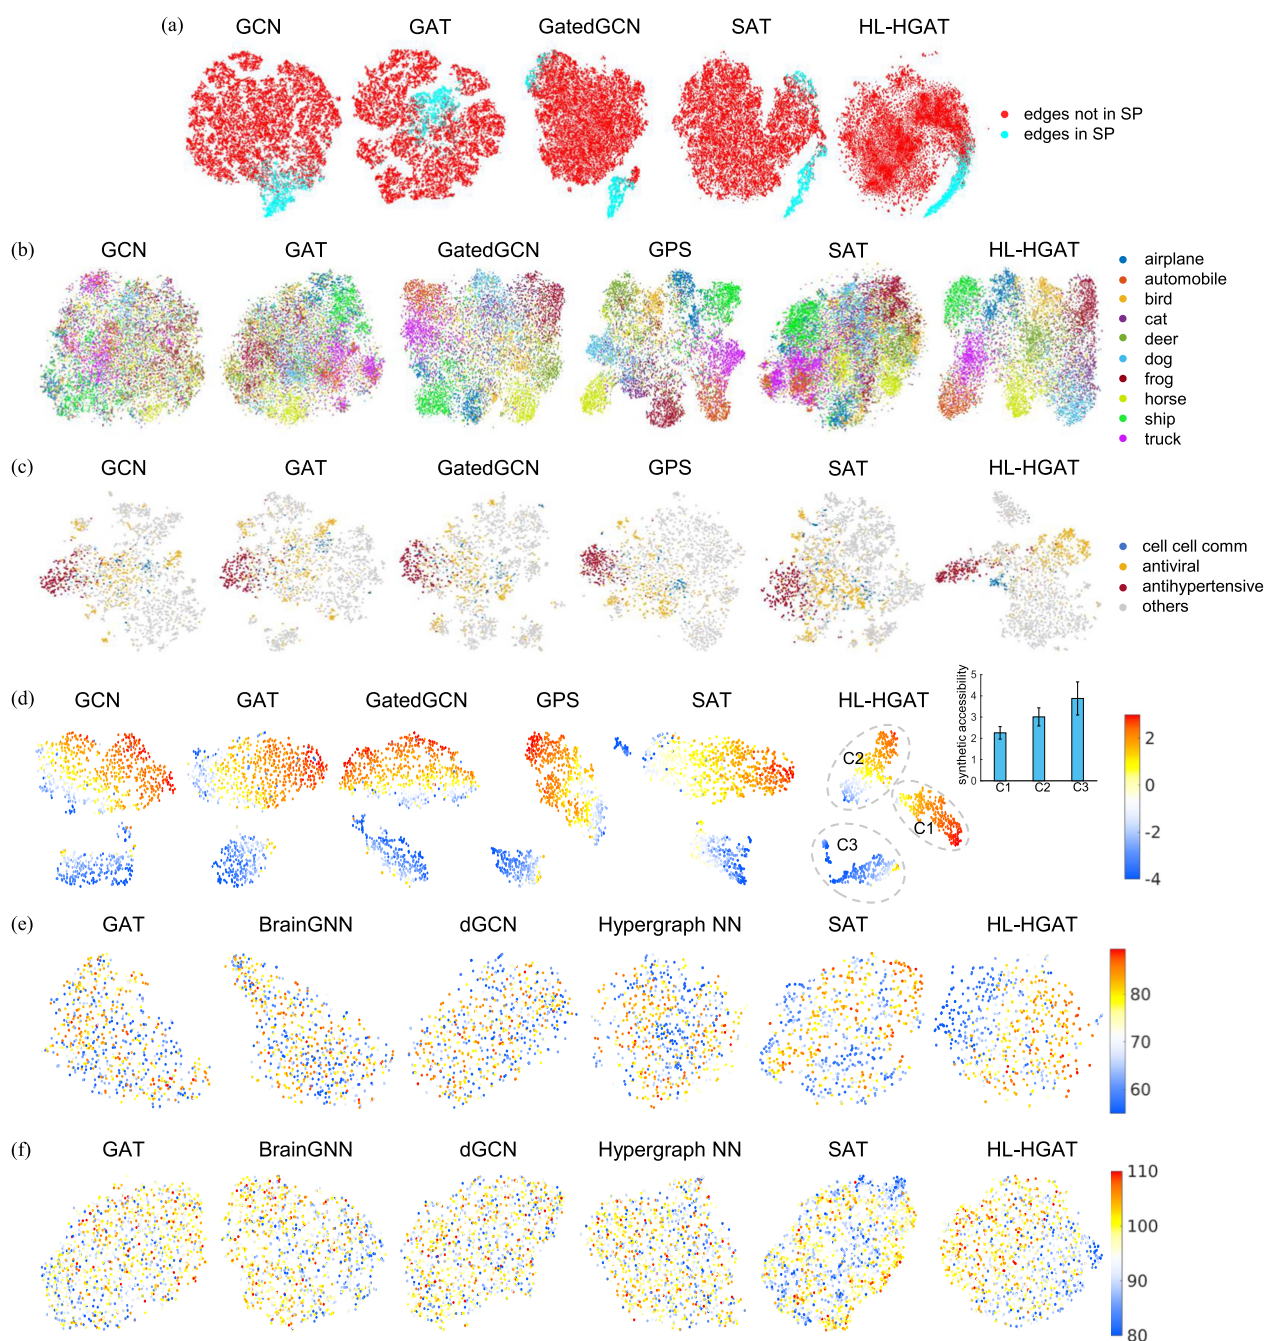 (a) GCN GAT GatedGCN SAT HL-HGAT
edges not in SP
edges in SP
(b) GCN GAT GatedGCN GPS SAT HL-HGAT
airplane
automobile
bird
cat
deer
dog
frog
horse
ship
truck
(c) GCN GAT GatedGCN GPS SAT HL-HGAT
cell cell comm
antiviral
antihypertensive
others
(d) GCN GAT GatedGCN GPS SAT HL-HGAT
C2
C1
C3
synthetic accessibility
5
4
3
2
1
0
C1 C2 C3
2
0
-2
-4
(e) GAT BrainGNN dGCN Hypergraph NN SAT HL-HGAT
80
70
60
(f) GAT BrainGNN dGCN Hypergraph NN SAT HL-HGAT
110
100
90
80